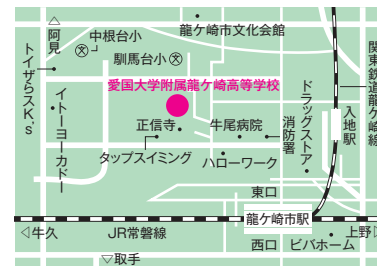 △阿見
中根台小
文
馴馬台小
文
龍ケ崎市文化会館
関東鉄道龍ケ崎線
トイザらスK's
イトーヨーカドー
愛国大学附属龍ケ崎高等学校
正信寺
牛尾病院
消防署
ドラッグストア
入地駅
タップスイミング
ハローワーク
東口
龍ケ崎市駅
◁牛久
JR常磐線
上野▷
西口
ビバホーム
▽取手